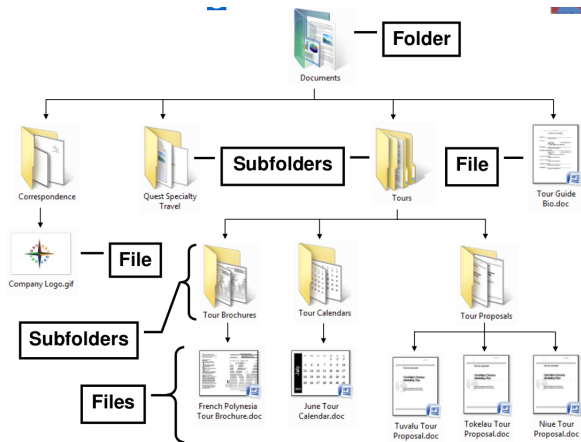 Folder
Documents
Subfolders
File
Correspondence
Quest Specialty
Travel
Tours
Tour Guide
Bio.doc
File
Company Logo.gif
Subfolders
Tour Brochures
Tour Calendars
Tour Proposals
Files
July
French Polynesia
Tour Brochure.doc
June Tour
Calendar.doc
Tuvalu Tour
Proposal.doc
Tokelau Tour
Proposal.doc
Niue Tour
Proposal.doc